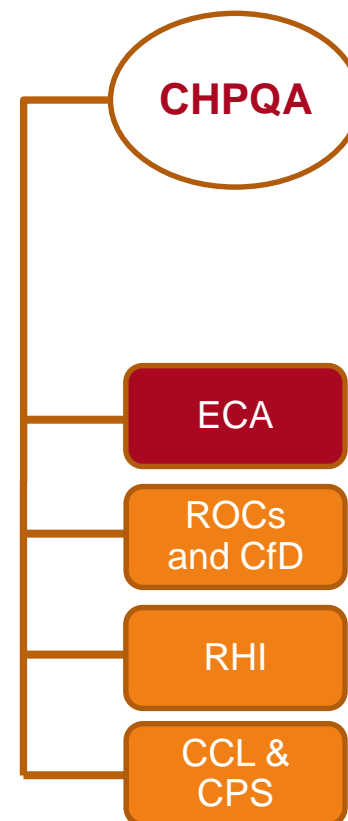 CHPQA
ECA
ROCs
and CfD
RHI
CCL &
CPS